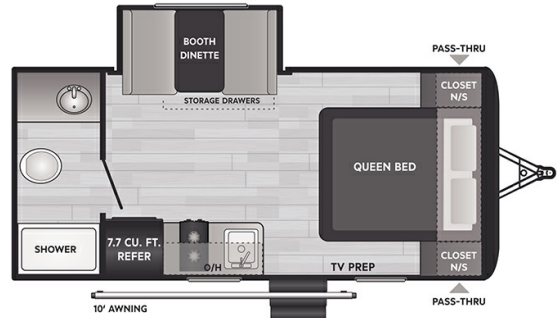 BOOTH
DINETTE
STORAGE DRAWERS
PASS-THRU
CLOSET
N/S
QUEEN BED
SHOWER
7.7 CU. FT.
REFER
O/H
TV PREP
CLOSET
N/S
10' AWNING
PASS-THRU